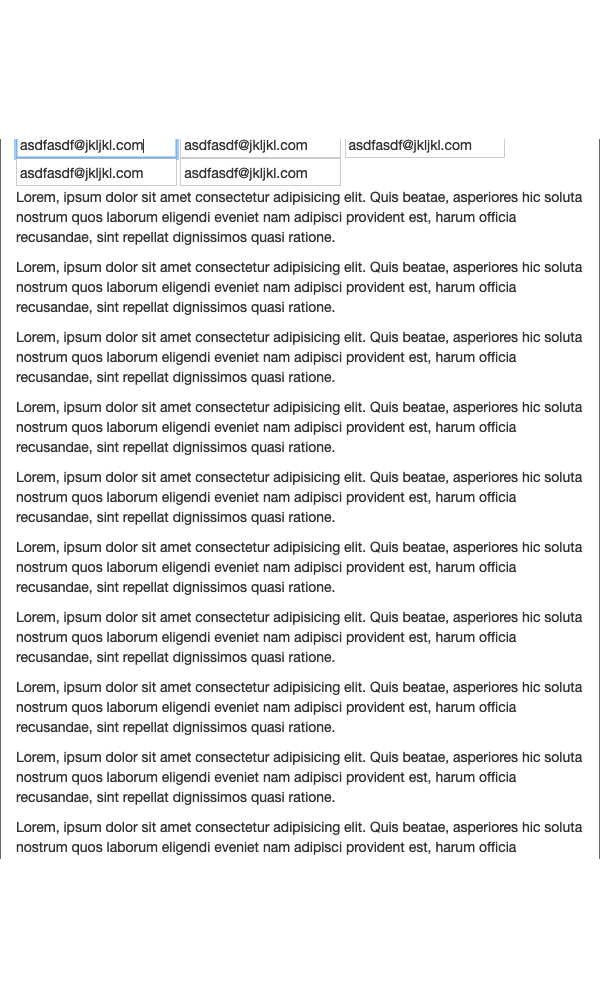 asdfasdf@jkljkl.com asdfasdf@jkljkl.com asdfasdf@jkljkl.com
asdfasdf@jkljkl.com asdfasdf@jkljkl.com
Lorem, ipsum dolor sit amet consectetur adipisicing elit. Quis beatae, asperiores hic soluta
nostrum quos laborum eligendi eveniet nam adipisci provident est, harum officia
recusandae, sint repellat dignissimos quasi ratione.
Lorem, ipsum dolor sit amet consectetur adipisicing elit. Quis beatae, asperiores hic soluta
nostrum quos laborum eligendi eveniet nam adipisci provident est, harum officia
recusandae, sint repellat dignissimos quasi ratione.
Lorem, ipsum dolor sit amet consectetur adipisicing elit. Quis beatae, asperiores hic soluta
nostrum quos laborum eligendi eveniet nam adipisci provident est, harum officia
recusandae, sint repellat dignissimos quasi ratione.
Lorem, ipsum dolor sit amet consectetur adipisicing elit. Quis beatae, asperiores hic soluta
nostrum quos laborum eligendi eveniet nam adipisci provident est, harum officia
recusandae, sint repellat dignissimos quasi ratione.
Lorem, ipsum dolor sit amet consectetur adipisicing elit. Quis beatae, asperiores hic soluta
nostrum quos laborum eligendi eveniet nam adipisci provident est, harum officia
recusandae, sint repellat dignissimos quasi ratione.
Lorem, ipsum dolor sit amet consectetur adipisicing elit. Quis beatae, asperiores hic soluta
nostrum quos laborum eligendi eveniet nam adipisci provident est, harum officia
recusandae, sint repellat dignissimos quasi ratione.
Lorem, ipsum dolor sit amet consectetur adipisicing elit. Quis beatae, asperiores hic soluta
nostrum quos laborum eligendi eveniet nam adipisci provident est, harum officia
recusandae, sint repellat dignissimos quasi ratione.
Lorem, ipsum dolor sit amet consectetur adipisicing elit. Quis beatae, asperiores hic soluta
nostrum quos laborum eligendi eveniet nam adipisci provident est, harum officia
recusandae, sint repellat dignissimos quasi ratione.
Lorem, ipsum dolor sit amet consectetur adipisicing elit. Quis beatae, asperiores hic soluta
nostrum quos laborum eligendi eveniet nam adipisci provident est, harum officia
recusandae, sint repellat dignissimos quasi ratione.
Lorem, ipsum dolor sit amet consectetur adipisicing elit. Quis beatae, asperiores hic soluta
nostrum quos laborum eligendi eveniet nam adipisci provident est, harum officia